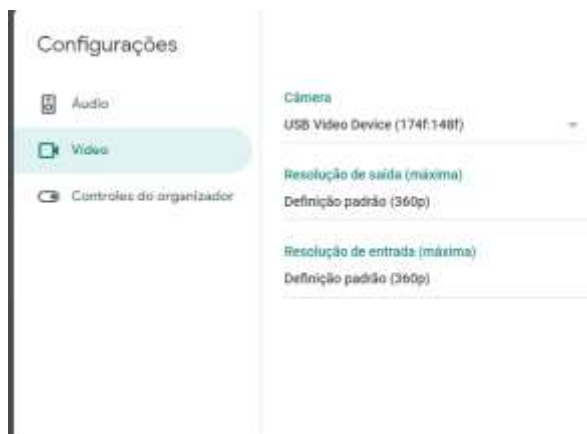 Configurações
Áudio
Vídeo
Controles do organizador
Câmera
USB Video Device (174f:148f)
Resolução de saída (máxima)
Definição padrão (360p)
Resolução de entrada (máxima)
Definição padrão (360p)